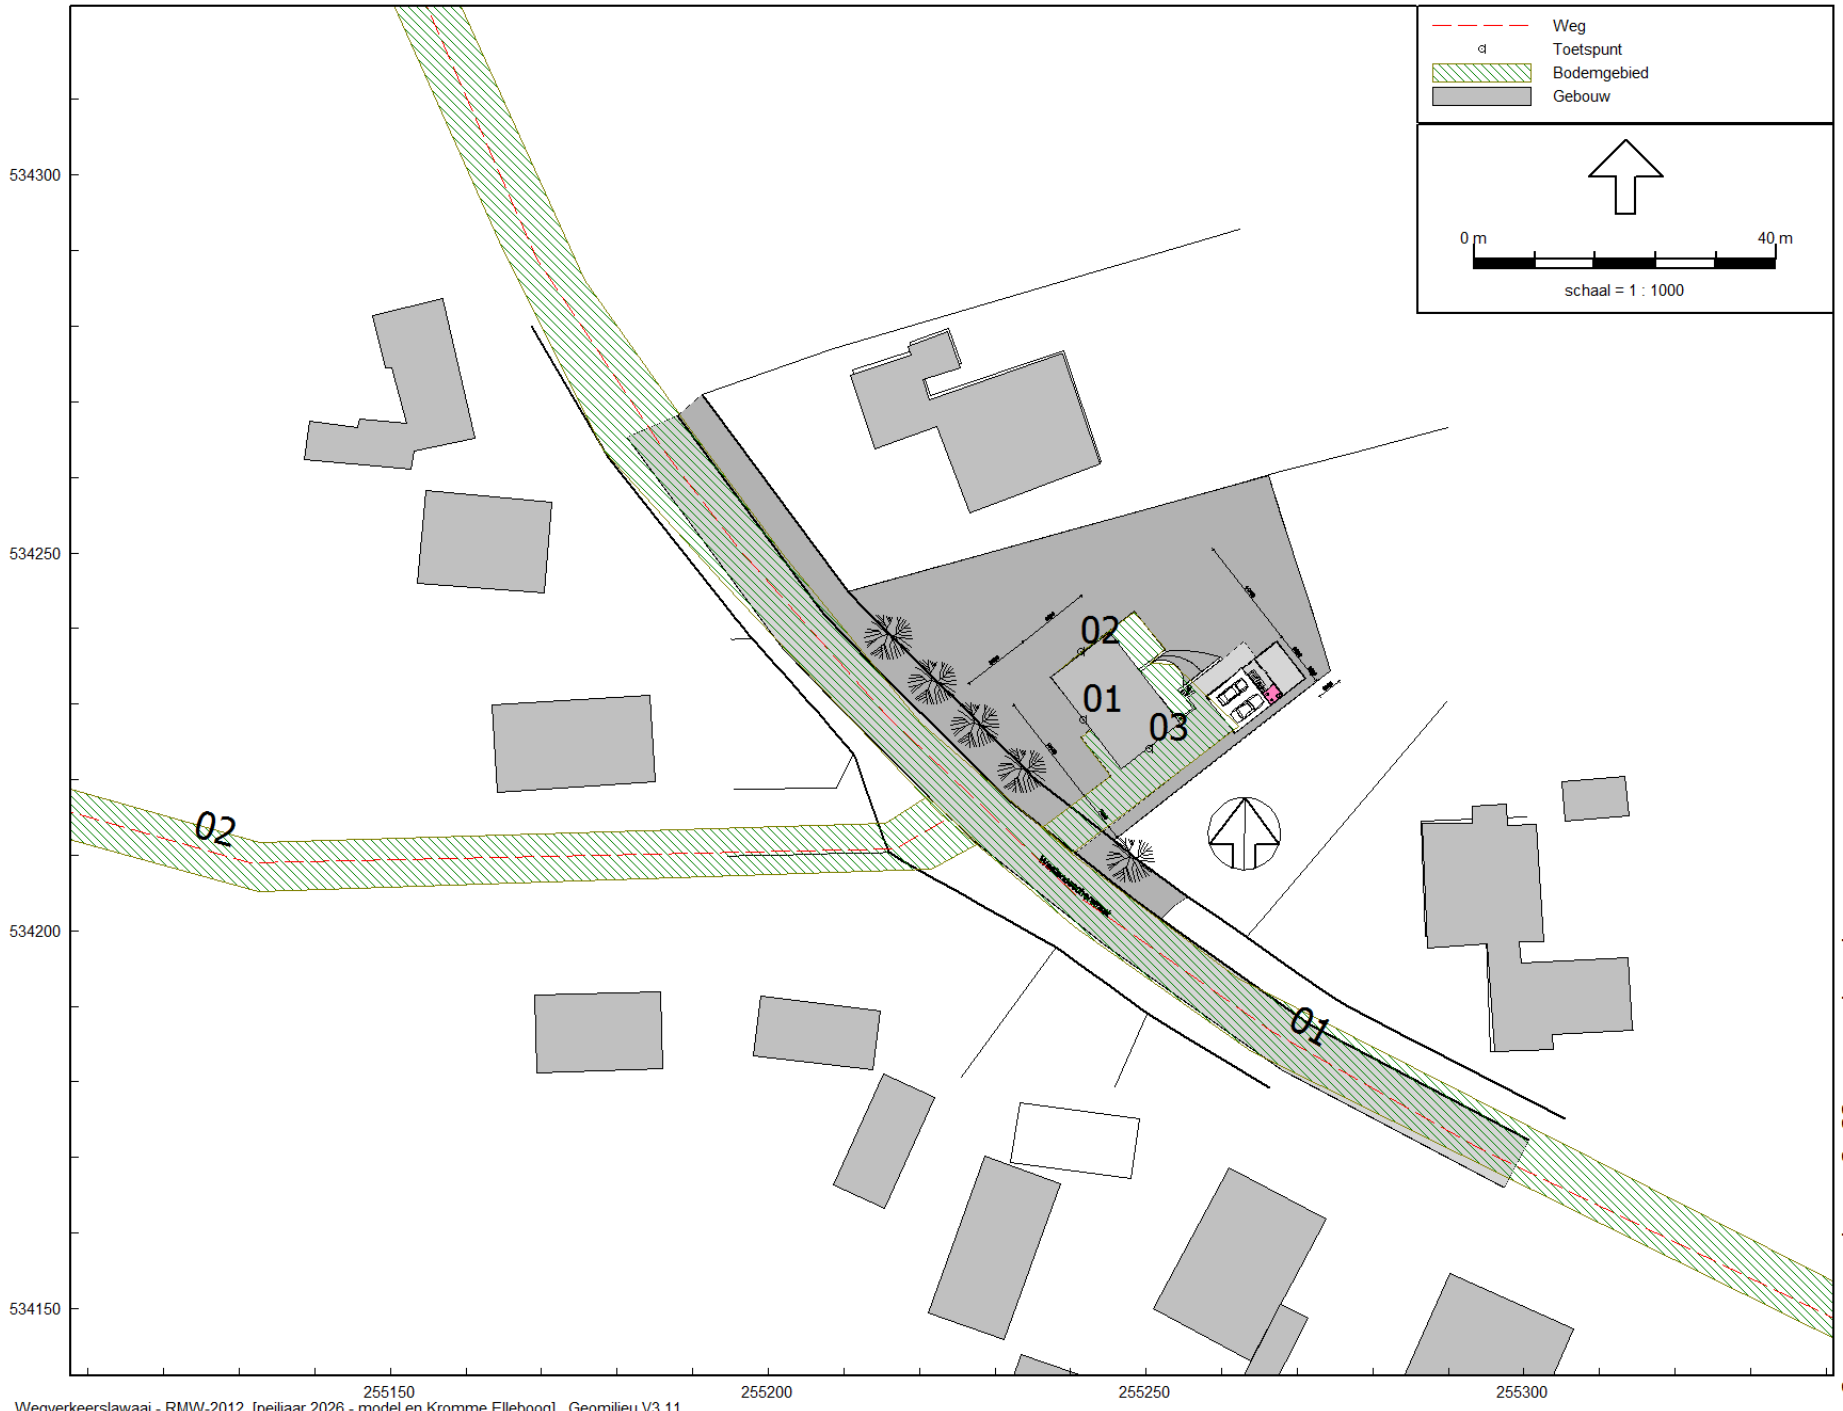 Weg
Toetspunt
Bodemgebied
Gebouw
0 m
40 m
schaal = 1 : 1000
534300
534250
534200
534150
02
01
03
02
01
255150
255200
255250
255300
Wegverkeerslawaai - RMW-2012, [peiljaar 2026 - model en Kromme Elleboog] , Geomilieu V3.11